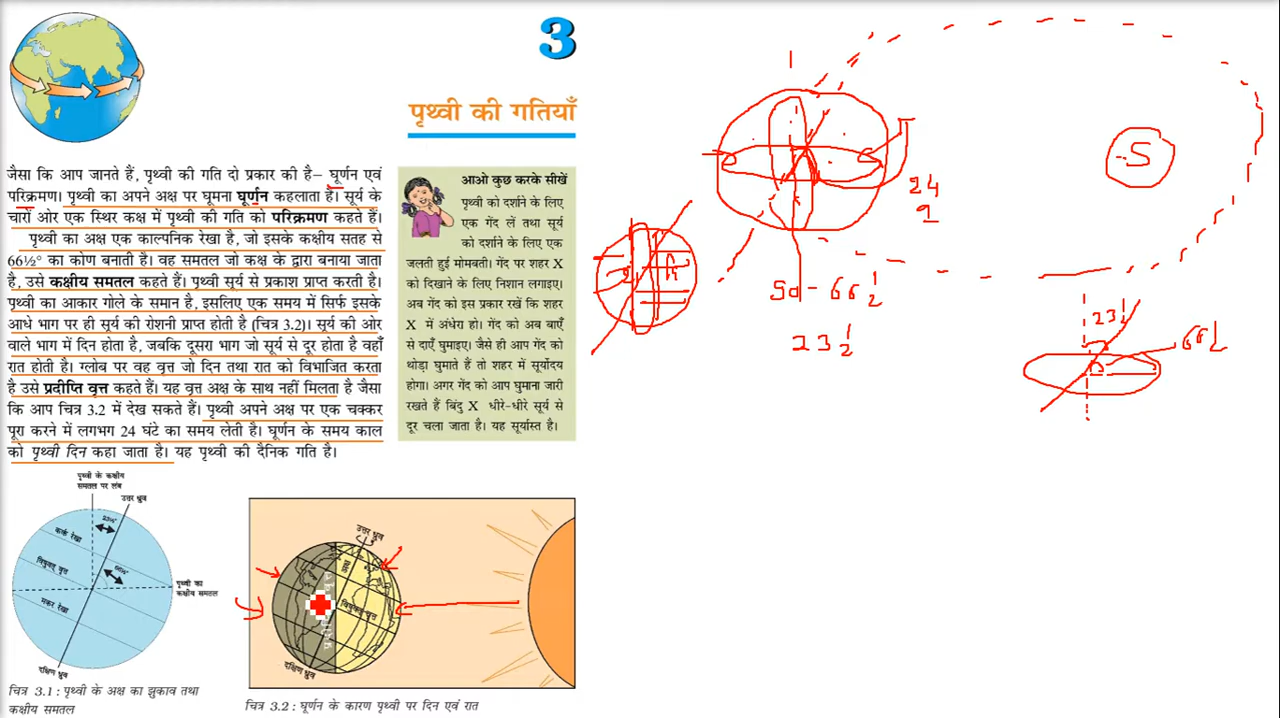 3
पृथ्वी की गतियाँ
जैसा कि आप जानते हैं, पृथ्वी की गति दो प्रकार की है– घूर्णन एवं
परिक्रमण। पृथ्वी का अपने अक्ष पर घूमना घूर्णन कहलाता है। सूर्य के
चारों ओर एक स्थिर कक्ष में पृथ्वी की गति को परिक्रमण कहते हैं।
पृथ्वी का अक्ष एक काल्पनिक रेखा है, जो इसके कक्षीय सतह से
66½° का कोण बनाती है। वह समतल जो कक्ष के द्वारा बनाया जाता
है, उसे कक्षीय समतल कहते हैं। पृथ्वी सूर्य से प्रकाश प्राप्त करती है।
पृथ्वी का आकार गोले के समान है, इसलिए एक समय में सिर्फ इसके
आधे भाग पर ही सूर्य की रोशनी प्राप्त होती है (चित्र 3.2)। सूर्य की ओर
वाले भाग में दिन होता है, जबकि दूसरा भाग जो सूर्य से दूर होता है वहाँ
रात होती है। ग्लोब पर वह वृत्त जो दिन तथा रात को विभाजित करता
है उसे प्रदीप्ति वृत्त कहते हैं। यह वृत्त अक्ष के साथ नहीं मिलता है जैसा
कि आप चित्र 3.2 में देख सकते हैं। पृथ्वी अपने अक्ष पर एक चक्कर
पूरा करने में लगभग 24 घंटे का समय लेती है। घूर्णन के समय काल
को पृथ्वी दिन कहा जाता है। यह पृथ्वी की दैनिक गति है।
आओ कुछ करके सीखें
पृथ्वी को दर्शाने के लिए
एक गेंद लें तथा सूर्य
को दर्शाने के लिए एक
जलती हुई मोमबती। गेंद पर शहर X
को दिखाने के लिए निशान लगाइए।
अब गेंद को इस प्रकार रखें कि शहर
X में अंधेरा हो। गेंद को अब बाएँ
से दाएँ घुमाइए। जैसे ही आप गेंद को
थोड़ा घुमाते हैं तो शहर में सूर्योदय
होगा। अगर गेंद को आप घुमाना जारी
रखते हैं बिंदु X धीरे-धीरे सूर्य से
दूर चला जाता है। यह सूर्यास्त है।
पृथ्वी के कक्षीय
समतल पर लंब
उत्तर ध्रुव
23½°
कर्क रेखा
विषुवत् वृत्त
66½°
पृथ्वी का
कक्षीय समतल
मकर रेखा
दक्षिण ध्रुव
चित्र 3.1 : पृथ्वी के अक्ष का झुकाव तथा
कक्षीय समतल
उत्तर ध्रुव
अक्ष
विषुवत् वृत्त
दक्षिण ध्रुव
चित्र 3.2 : घूर्णन के कारण पृथ्वी पर दिन एवं रात
S
24
90 - 66½
23½
23½
66½